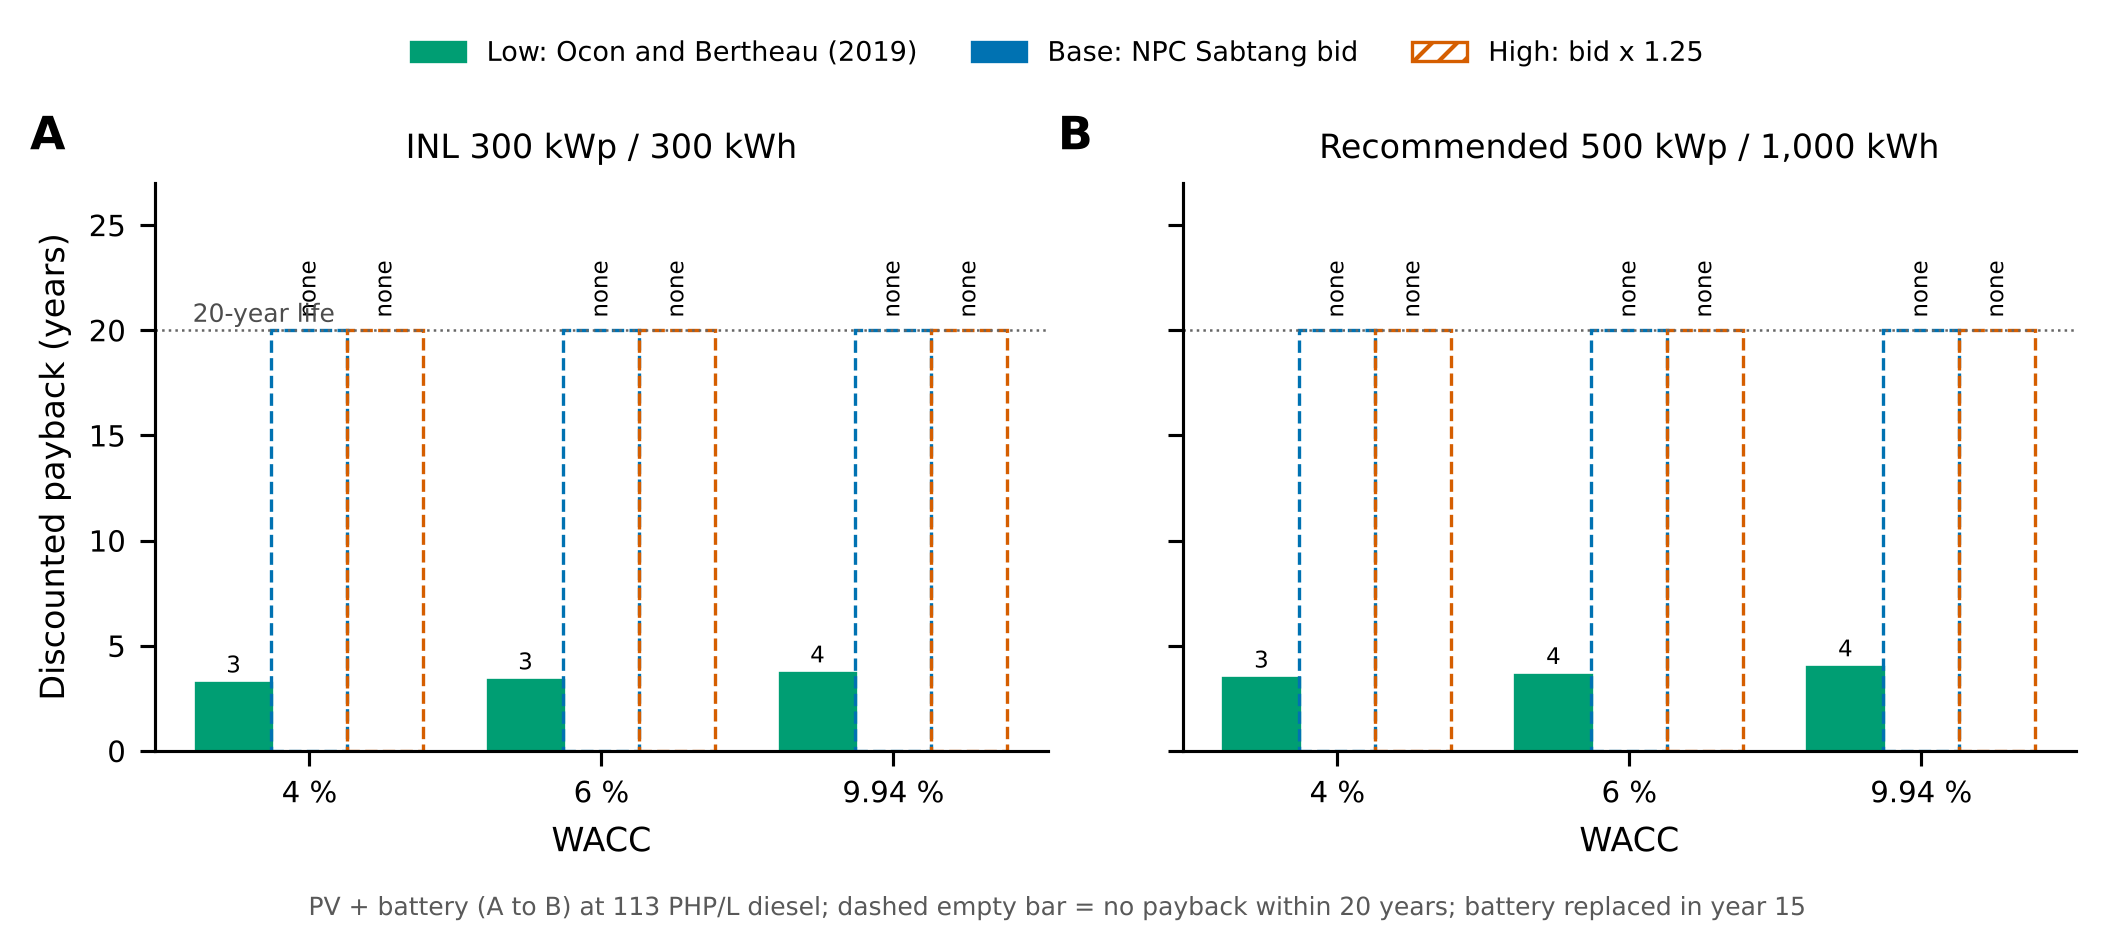 Low: Ocon and Bertheau (2019) Base: NPC Sabtang bid High: bid x 1.25
A
INL 300 kWp / 300 kWh
Discounted payback (years)
25
20
15
10
5
0
20-year life
none
none
none
none
none
none
3
3
4
4 %
6 %
9.94 %
WACC
B
Recommended 500 kWp / 1,000 kWh
none
none
none
none
none
none
3
4
4
4 %
6 %
9.94 %
WACC
PV + battery (A to B) at 113 PHP/L diesel; dashed empty bar = no payback within 20 years; battery replaced in year 15